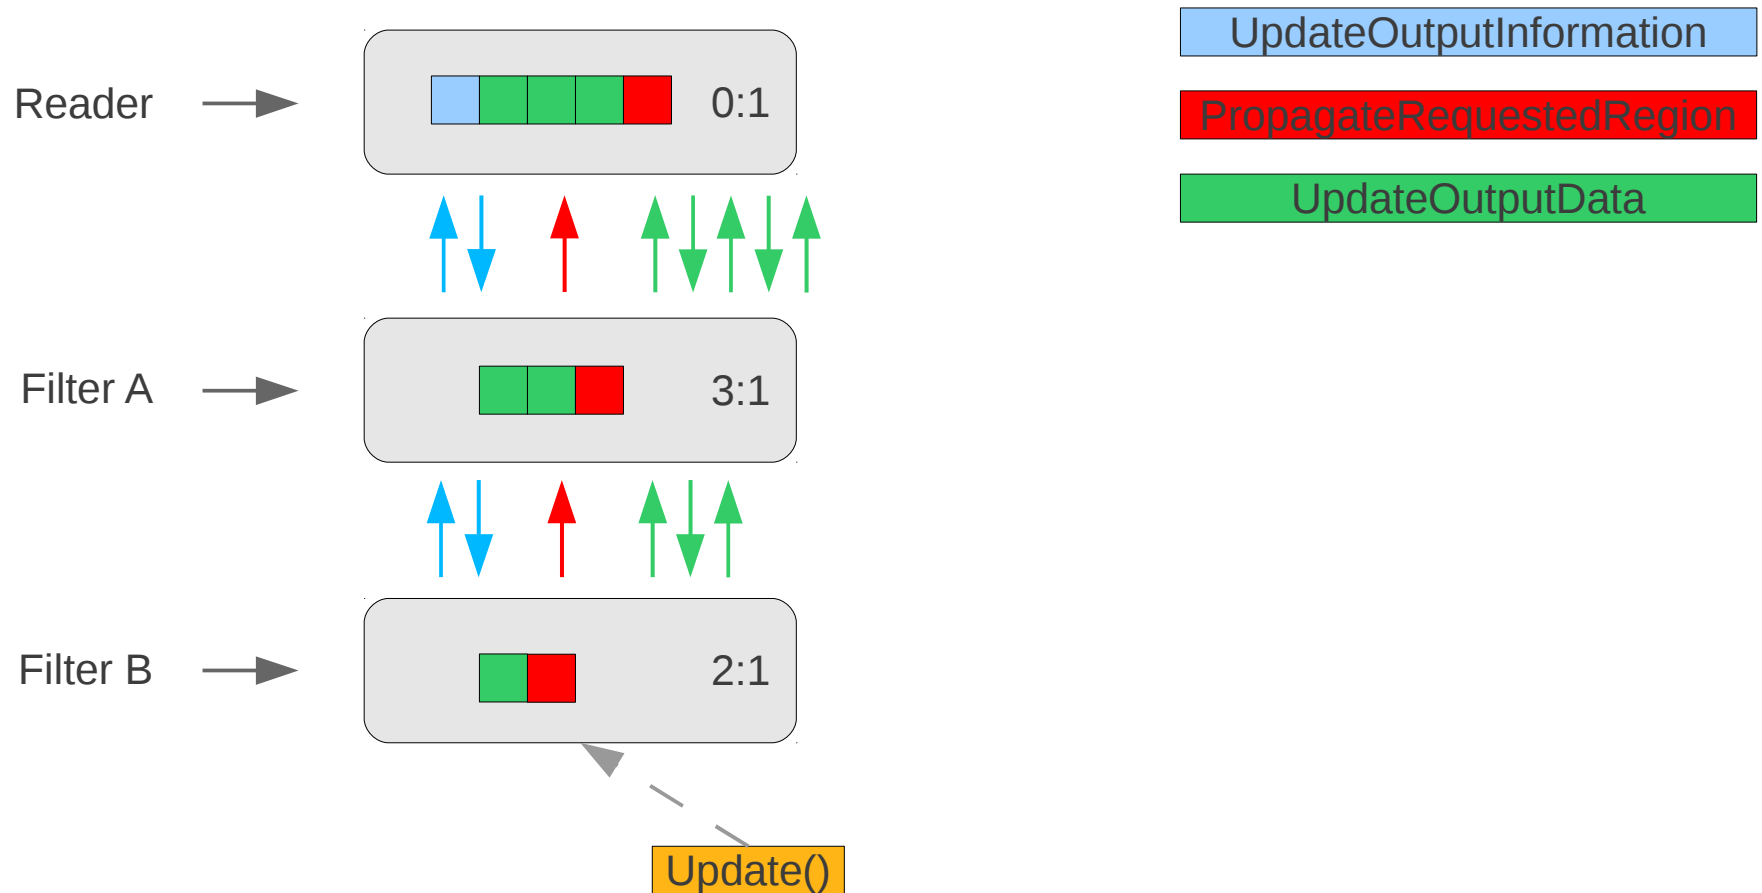 UpdateOutputInformation
Reader
0:1
PropagateRequestedRegion
UpdateOutputData
Filter A
3:1
Filter B
2:1
Update()